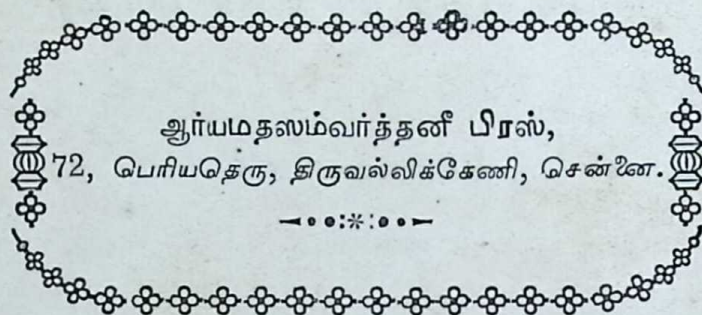 ஆர்யமதஸம்வர்த்தனீ பிரஸ்,
72, பெரியதெரு, திருவல்லிக்கேணி, சென்னை.